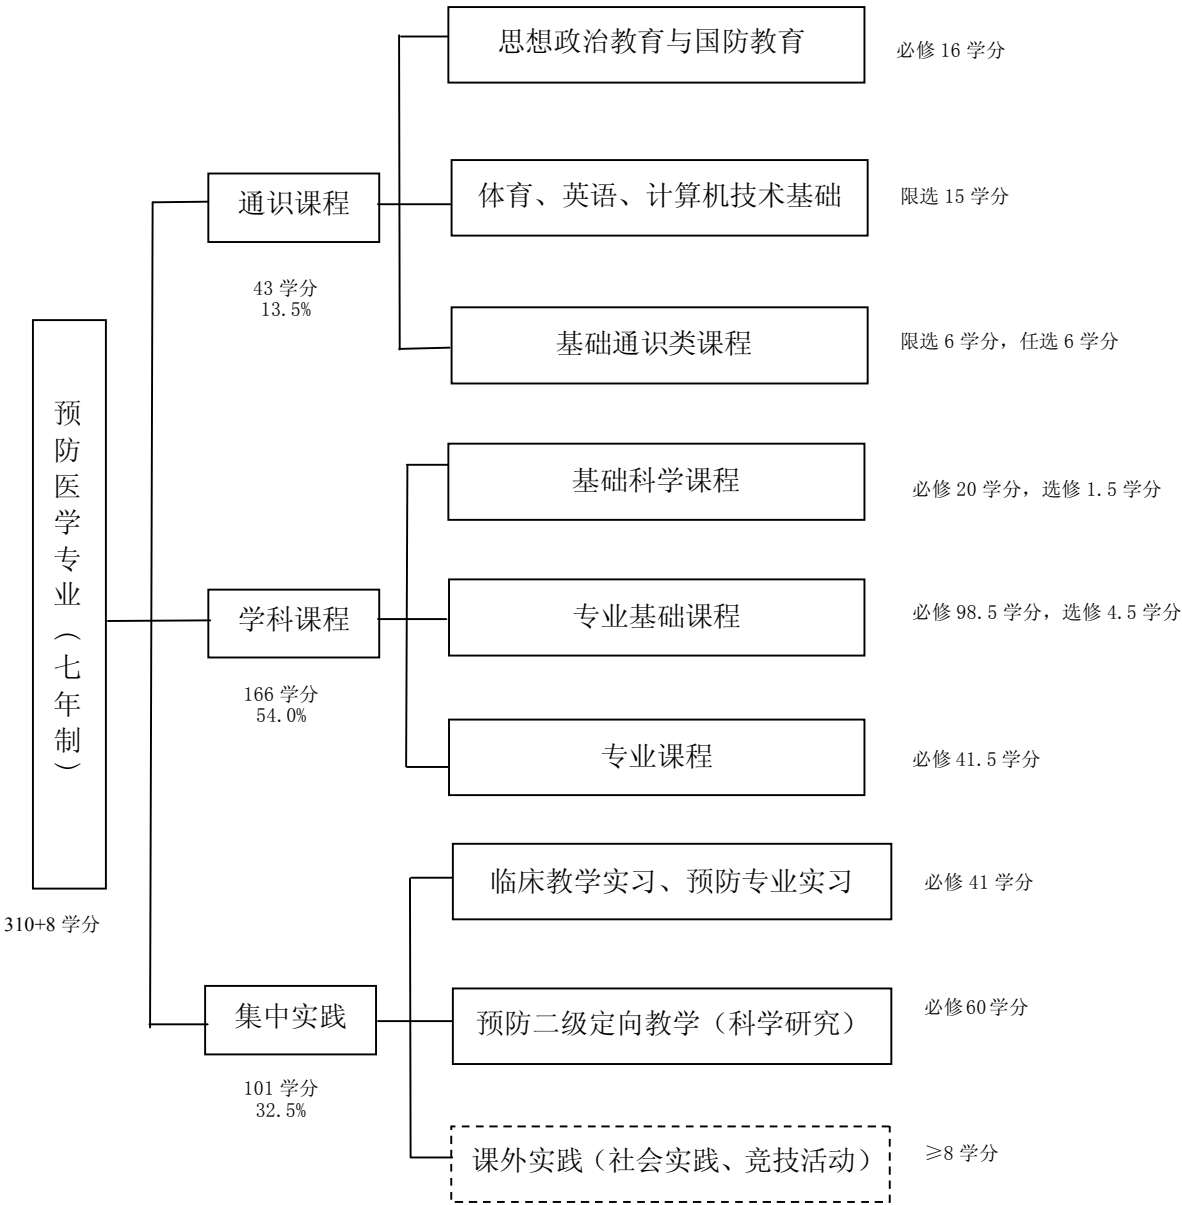 思想政治教育与国防教育
必修 16 学分
通识课程
43 学分
13.5%
体育、英语、计算机技术基础
限选 15 学分
基础通识类课程
限选 6 学分，任选 6 学分
预防医学专业（七年制）
310+8 学分
基础科学课程
必修 20 学分，选修 1.5 学分
学科课程
166 学分
54.0%
专业基础课程
必修 98.5 学分，选修 4.5 学分
专业课程
必修 41.5 学分
临床教学实习、预防专业实习
必修 41 学分
集中实践
101 学分
32.5%
预防二级定向教学（科学研究）
必修 60 学分
课外实践（社会实践、竞技活动）
≥8 学分